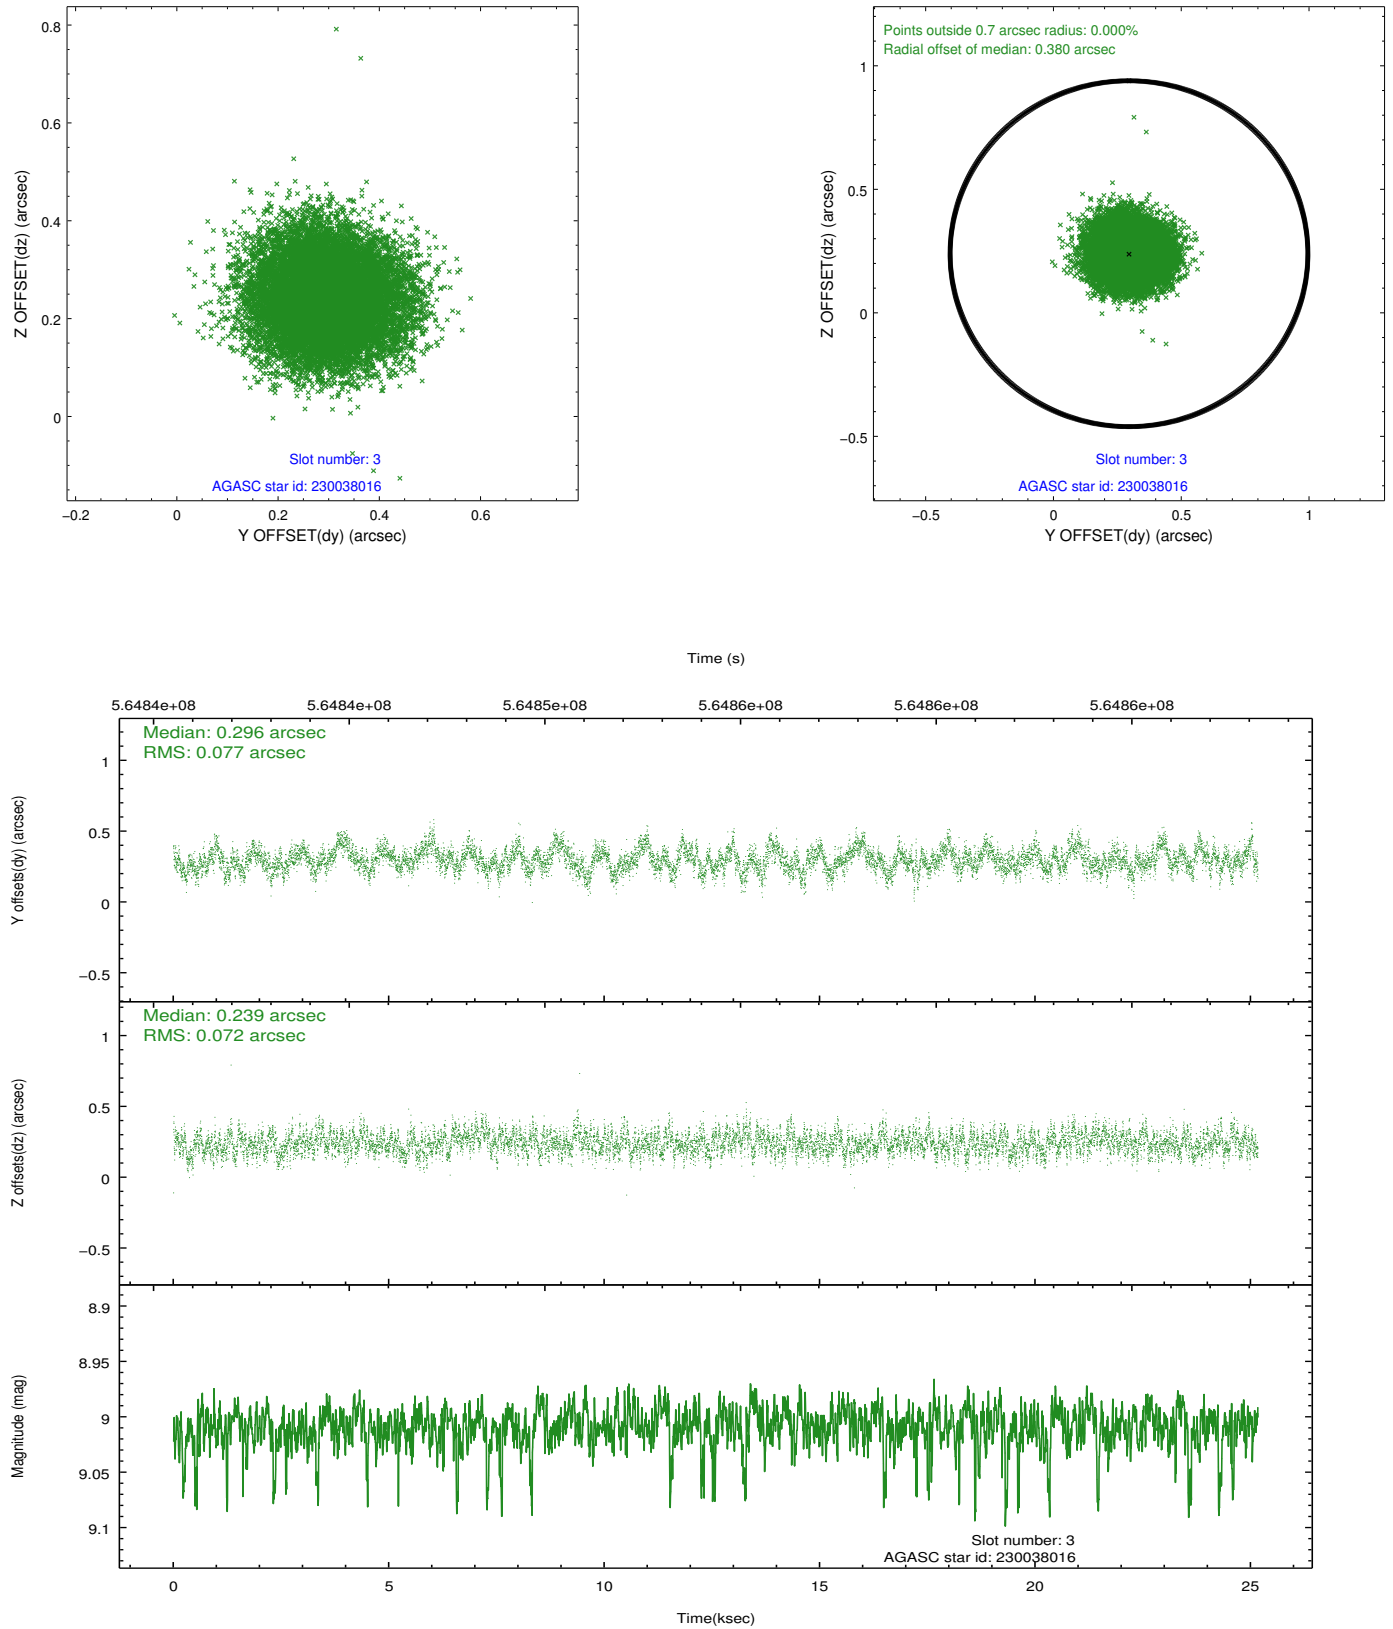 0.8
0.6
0.4
0.2
0
Z OFFSET(dz) (arcsec)
Slot number: 3
AGASC star id: 230038016
−0.2 0 0.2 0.4 0.6
Y OFFSET(dy) (arcsec)
Points outside 0.7 arcsec radius: 0.000%
Radial offset of median: 0.380 arcsec
1
0.5
0
−0.5
Z OFFSET(dz) (arcsec)
Slot number: 3
AGASC star id: 230038016
−0.5 0 0.5 1
Y OFFSET(dy) (arcsec)
Time (s)
5.6484e+08 5.6484e+08 5.6485e+08 5.6486e+08 5.6486e+08 5.6486e+08
Median: 0.296 arcsec
RMS: 0.077 arcsec
1
0.5
0
−0.5
Y offsets(dy) (arcsec)
Median: 0.239 arcsec
RMS: 0.072 arcsec
1
0.5
0
−0.5
Z offsets(dz) (arcsec)
8.9
8.95
9
9.05
9.1
Magnitude (mag)
Slot number: 3
AGASC star id: 230038016
0 5 10 15 20 25
Time(ksec)